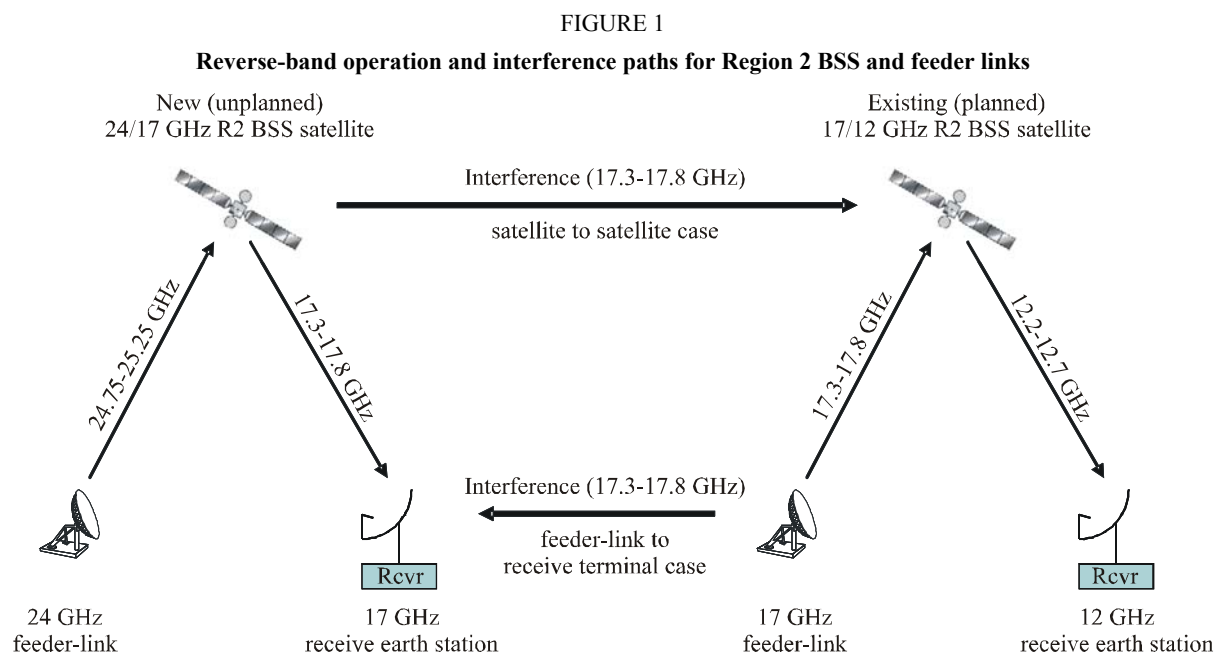 FIGURE 1
Reverse-band operation and interference paths for Region 2 BSS and feeder links
New (unplanned)
24/17 GHz R2 BSS satellite
Existing (planned)
17/12 GHz R2 BSS satellite
Interference (17.3-17.8 GHz)
satellite to satellite case
24.75-25.25 GHz
17.3-17.8 GHz
17.3-17.8 GHz
12.2-12.7 GHz
Interference (17.3-17.8 GHz)
feeder-link to
receive terminal case
Rcvr
Rcvr
24 GHz
feeder-link
17 GHz
receive earth station
17 GHz
feeder-link
12 GHz
receive earth station